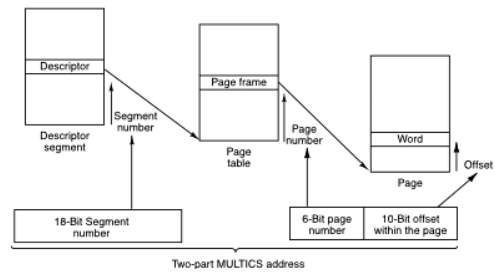 Descriptor
Segment
number
Descriptor
segment
Page frame
Page
table
Page
number
Word
Page
Offset
18-Bit Segment
number
6-Bit page
number
10-Bit offset
within the page
Two-part MULTICS address